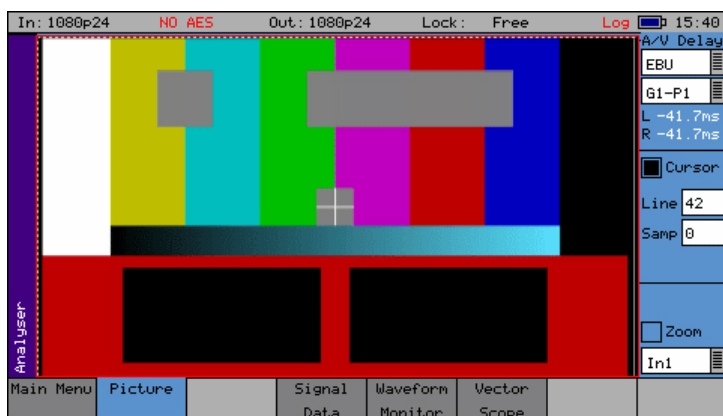 In: 1080p24 NO AES Out: 1080p24 Lock: Free Log 15:40
A/V Delay
EBU
G1-P1
L -41.7ms
R -41.7ms
Cursor
Line 42
Samp 0
Zoom
In1
Analyser
Main Menu Picture Signal Data Waveform Monitor Vector Scope